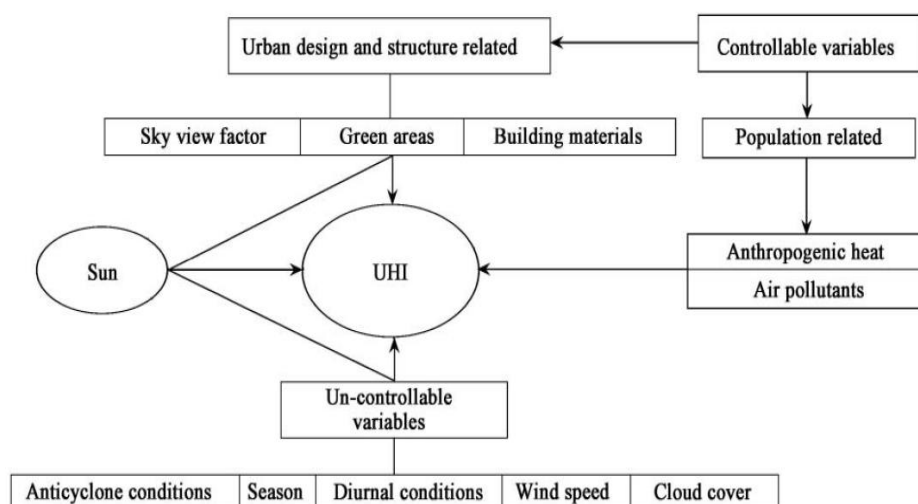 Urban design and structure related
Controllable variables
Sky view factor
Green areas
Building materials
Population related
Sun
UHI
Anthropogenic heat
Air pollutants
Un-controllable
variables
Anticyclone conditions
Season
Diurnal conditions
Wind speed
Cloud cover